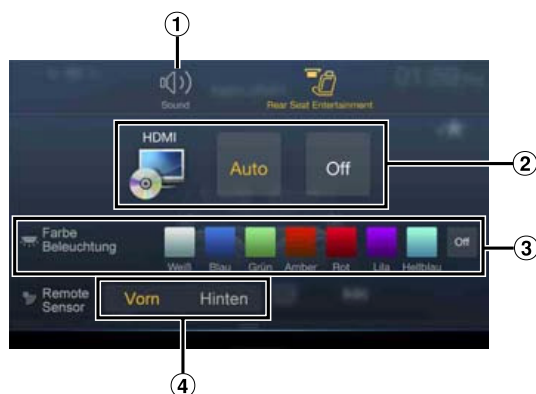 1
Sound
Rear Seat Entertainment
HDMI
Auto
Off
2
Farbe
Beleuchtung
Weiß Blau Grün Amber Rot Lila Hellblau
Off
3
Remote
Sensor
Vorn Hinten
4